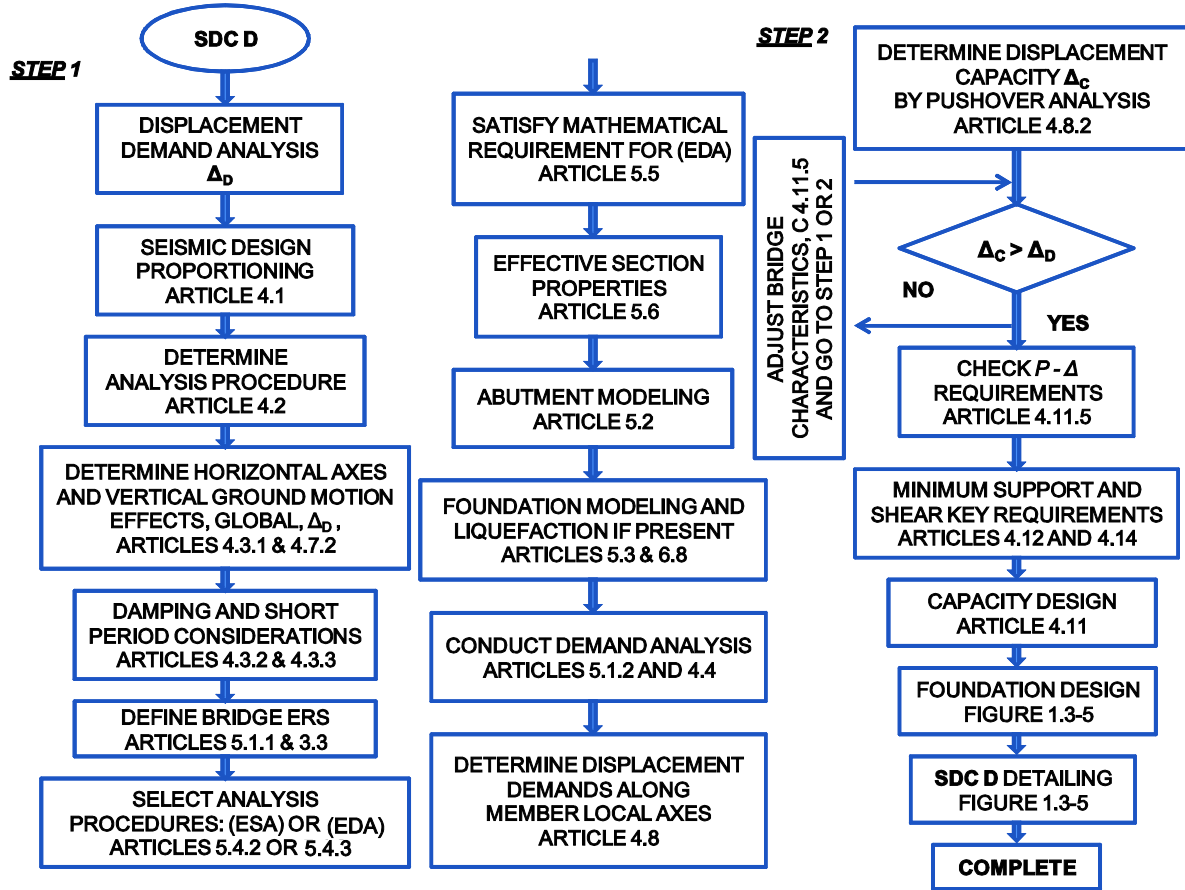 STEP 1
SDC D
DISPLACEMENT
DEMAND ANALYSIS
Δ_D
SEISMIC DESIGN
PROPORTIONING
ARTICLE 4.1
DETERMINE
ANALYSIS PROCEDURE
ARTICLE 4.2
DETERMINE HORIZONTAL AXES
AND VERTICAL GROUND MOTION
EFFECTS, GLOBAL, Δ_D ,
ARTICLES 4.3.1 & 4.7.2
DAMPING AND SHORT
PERIOD CONSIDERATIONS
ARTICLES 4.3.2 & 4.3.3
DEFINE BRIDGE ERS
ARTICLES 5.1.1 & 3.3
SELECT ANALYSIS
PROCEDURES: (ESA) OR (EDA)
ARTICLES 5.4.2 OR 5.4.3
SATISFY MATHEMATICAL
REQUIREMENT FOR (EDA)
ARTICLE 5.5
EFFECTIVE SECTION
PROPERTIES
ARTICLE 5.6
ABUTMENT MODELING
ARTICLE 5.2
FOUNDATION MODELING AND
LIQUEFACTION IF PRESENT
ARTICLES 5.3 & 6.8
CONDUCT DEMAND ANALYSIS
ARTICLES 5.1.2 AND 4.4
DETERMINE DISPLACEMENT
DEMANDS ALONG
MEMBER LOCAL AXES
ARTICLE 4.8
STEP 2
DETERMINE DISPLACEMENT
CAPACITY Δ_C
BY PUSHOVER ANALYSIS
ARTICLE 4.8.2
ADJUST BRIDGE
CHARACTERISTICS, C 4.11.5
AND GO TO STEP 1 OR 2
Δ_C > Δ_D
NO
YES
CHECK P - Δ
REQUIREMENTS
ARTICLE 4.11.5
MINIMUM SUPPORT AND
SHEAR KEY REQUIREMENTS
ARTICLES 4.12 AND 4.14
CAPACITY DESIGN
ARTICLE 4.11
FOUNDATION DESIGN
FIGURE 1.3-5
SDC D DETAILING
FIGURE 1.3-5
COMPLETE